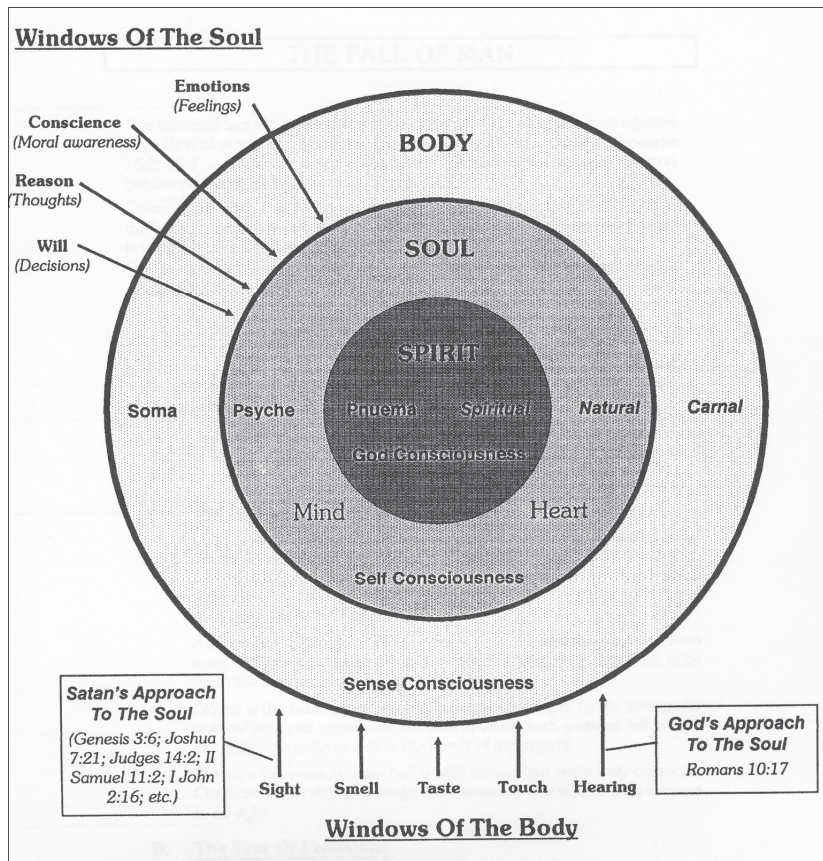 Windows Of The Soul
THE FALL OF MAN
Emotions
(Feelings)
Conscience
(Moral awareness)
Reason
(Thoughts)
Will
(Decisions)
BODY
SOUL
SPIRIT
Soma
Psyche
Pnuema
Spiritual
Natural
Carnal
God Consciousness
Mind
Heart
Self Consciousness
Sense Consciousness
Satan's Approach
To The Soul
(Genesis 3:6; Joshua
7:21; Judges 14:2; II
Samuel 11:2; I John
2:16; etc.)
God's Approach
To The Soul
Romans 10:17
Sight
Smell
Taste
Touch
Hearing
Windows Of The Body